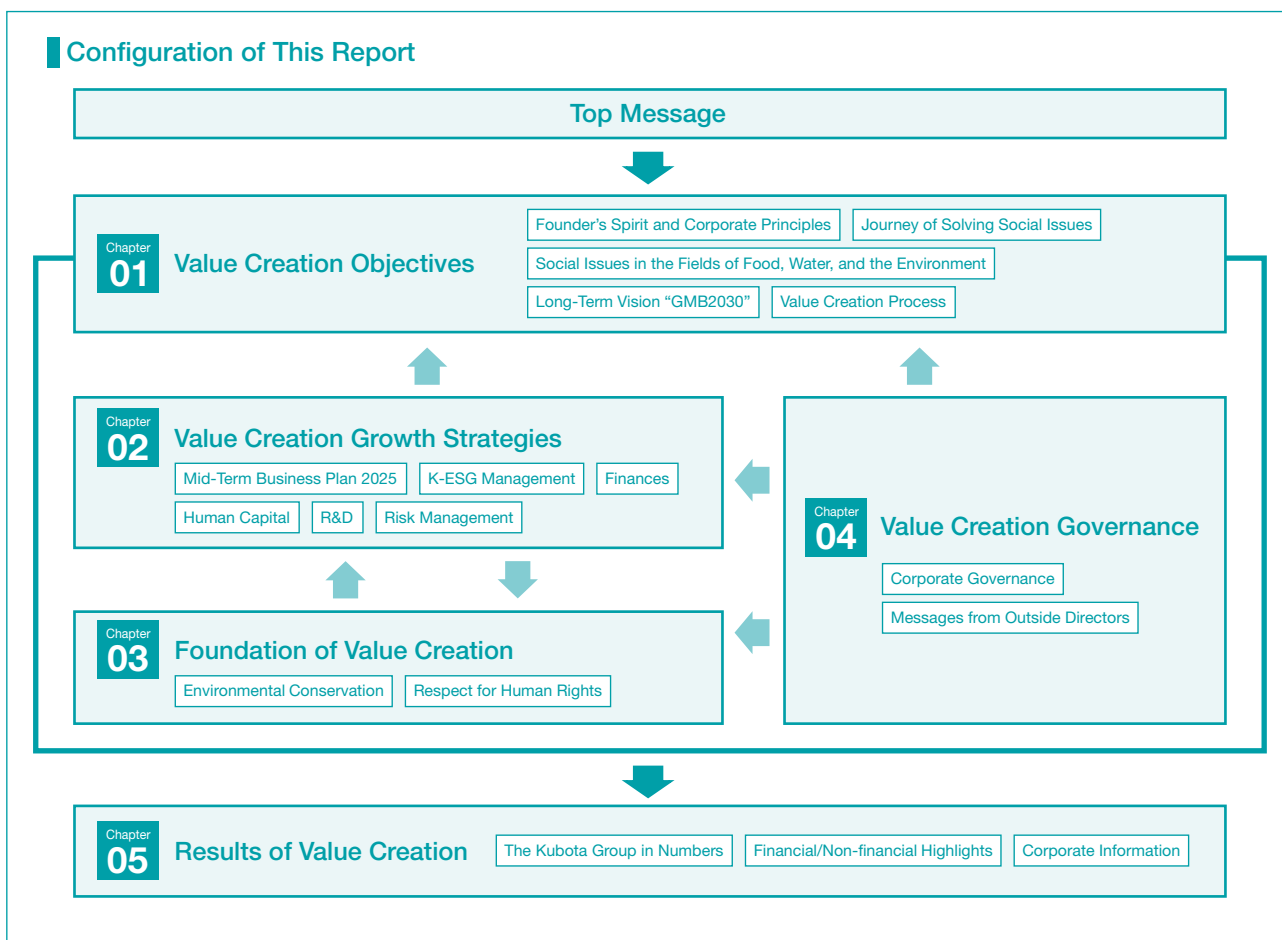 Configuration of This Report
Top Message
Chapter
01
Value Creation Objectives
Founder’s Spirit and Corporate Principles
Journey of Solving Social Issues
Social Issues in the Fields of Food, Water, and the Environment
Long-Term Vision “GMB2030”
Value Creation Process
Chapter
02
Value Creation Growth Strategies
Mid-Term Business Plan 2025
K-ESG Management
Finances
Human Capital
R&D
Risk Management
Chapter
03
Foundation of Value Creation
Environmental Conservation
Respect for Human Rights
Chapter
04
Value Creation Governance
Corporate Governance
Messages from Outside Directors
Chapter
05
Results of Value Creation
The Kubota Group in Numbers
Financial/Non-financial Highlights
Corporate Information